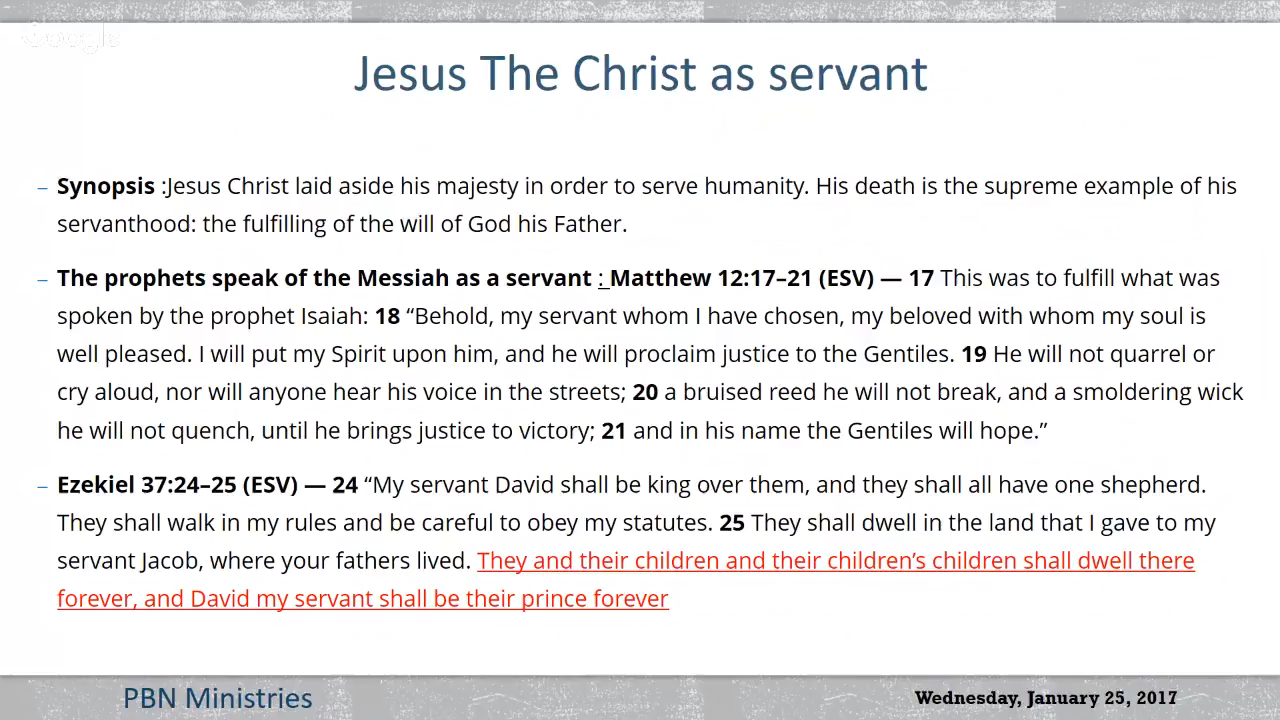 Google
Jesus The Christ as servant
– Synopsis :Jesus Christ laid aside his majesty in order to serve humanity. His death is the supreme example of his
servanthood: the fulfilling of the will of God his Father.
– The prophets speak of the Messiah as a servant : Matthew 12:17–21 (ESV) — 17 This was to fulfill what was
spoken by the prophet Isaiah: 18 “Behold, my servant whom I have chosen, my beloved with whom my soul is
well pleased. I will put my Spirit upon him, and he will proclaim justice to the Gentiles. 19 He will not quarrel or
cry aloud, nor will anyone hear his voice in the streets; 20 a bruised reed he will not break, and a smoldering wick
he will not quench, until he brings justice to victory; 21 and in his name the Gentiles will hope.”
– Ezekiel 37:24–25 (ESV) — 24 “My servant David shall be king over them, and they shall all have one shepherd.
They shall walk in my rules and be careful to obey my statutes. 25 They shall dwell in the land that I gave to my
servant Jacob, where your fathers lived. They and their children and their children’s children shall dwell there
forever, and David my servant shall be their prince forever
PBN Ministries
Wednesday, January 25, 2017